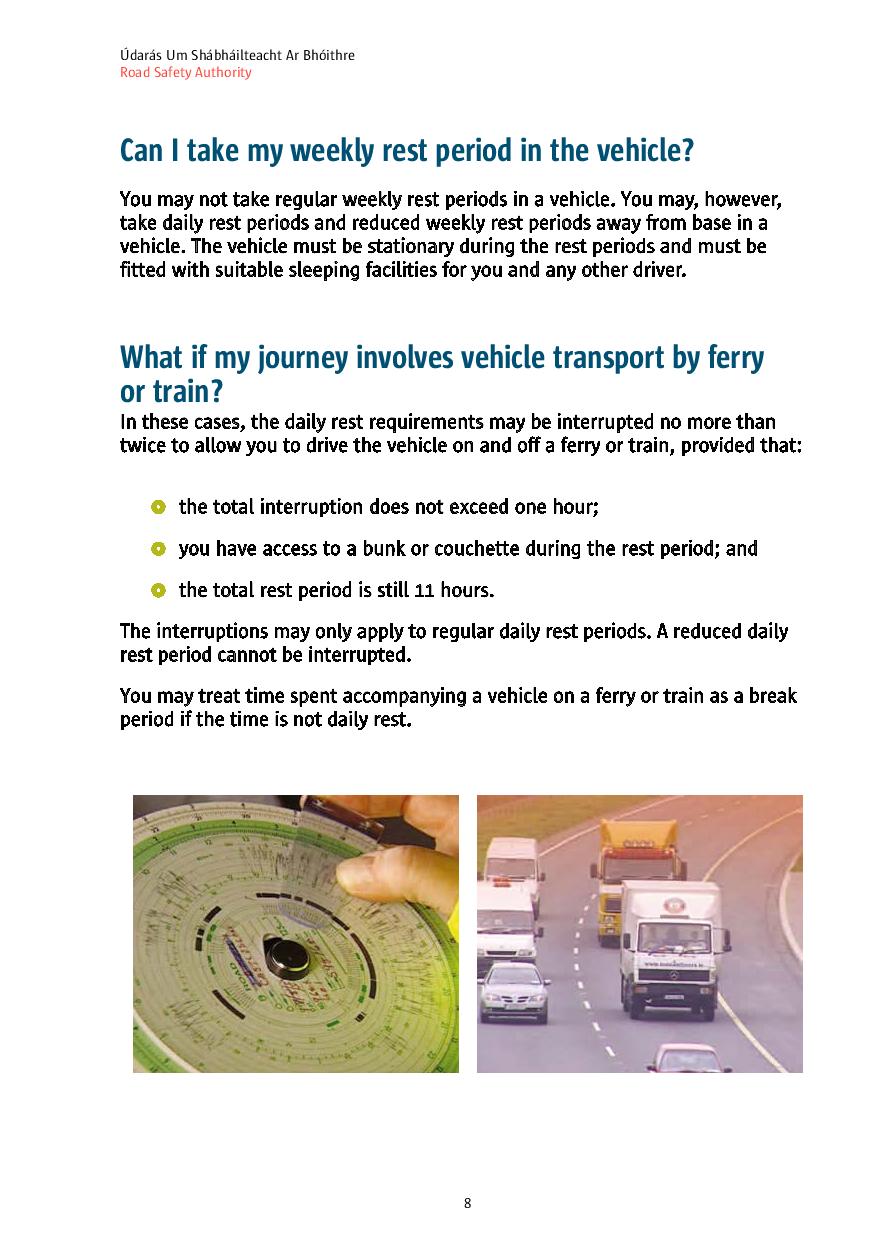 Údarás Um Shábháilteacht Ar Bhóithre
Road Safety Authority
Can I take my weekly rest period in the vehicle?
You may not take regular weekly rest periods in a vehicle. You may, however,
take daily rest periods and reduced weekly rest periods away from base in a
vehicle. The vehicle must be stationary during the rest periods and must be
fitted with suitable sleeping facilities for you and any other driver.
What if my journey involves vehicle transport by ferry
or train?
In these cases, the daily rest requirements may be interrupted no more than
twice to allow you to drive the vehicle on and off a ferry or train, provided that:
the total interruption does not exceed one hour;
you have access to a bunk or couchette during the rest period; and
the total rest period is still 11 hours.
The interruptions may only apply to regular daily rest periods. A reduced daily
rest period cannot be interrupted.
You may treat time spent accompanying a vehicle on a ferry or train as a break
period if the time is not daily rest.
8